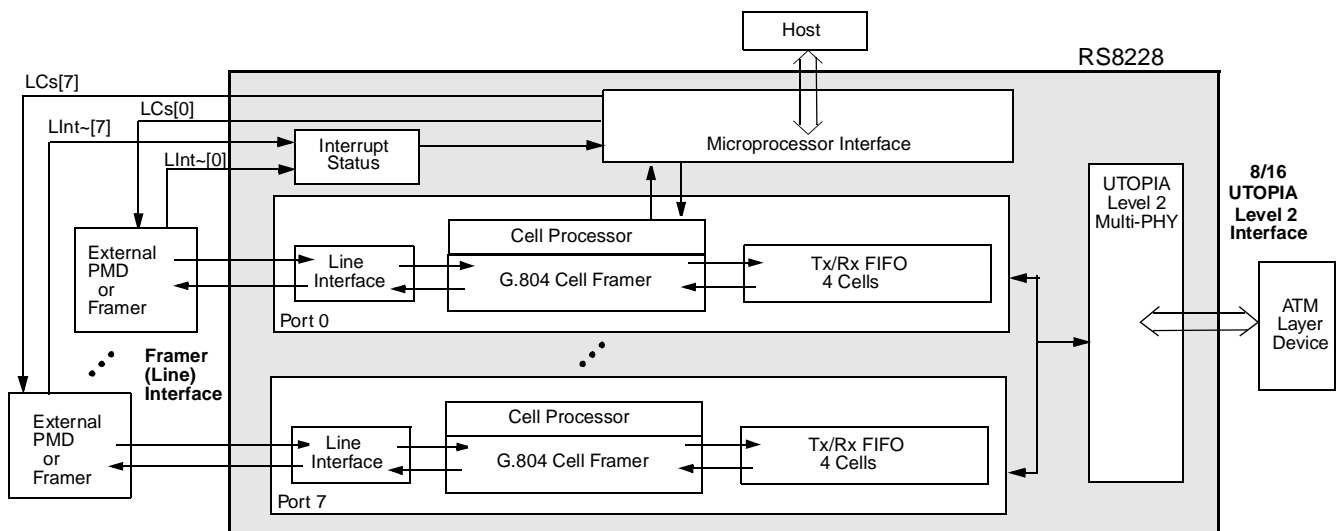 Host
RS8228
LCs[7]
LCs[0]
LInt~[7]
LInt~[0]
Interrupt
Status
Microprocessor Interface
UTOPIA
Level 2
Multi-PHY
8/16
UTOPIA
Level 2
Interface
External
PMD
or
Framer
Line
Interface
Cell Processor
G.804 Cell Framer
Tx/Rx FIFO
4 Cells
Port 0
ATM
Layer
Device
Framer
(Line)
Interface
External
PMD
or
Framer
Line
Interface
Cell Processor
G.804 Cell Framer
Tx/Rx FIFO
4 Cells
Port 7